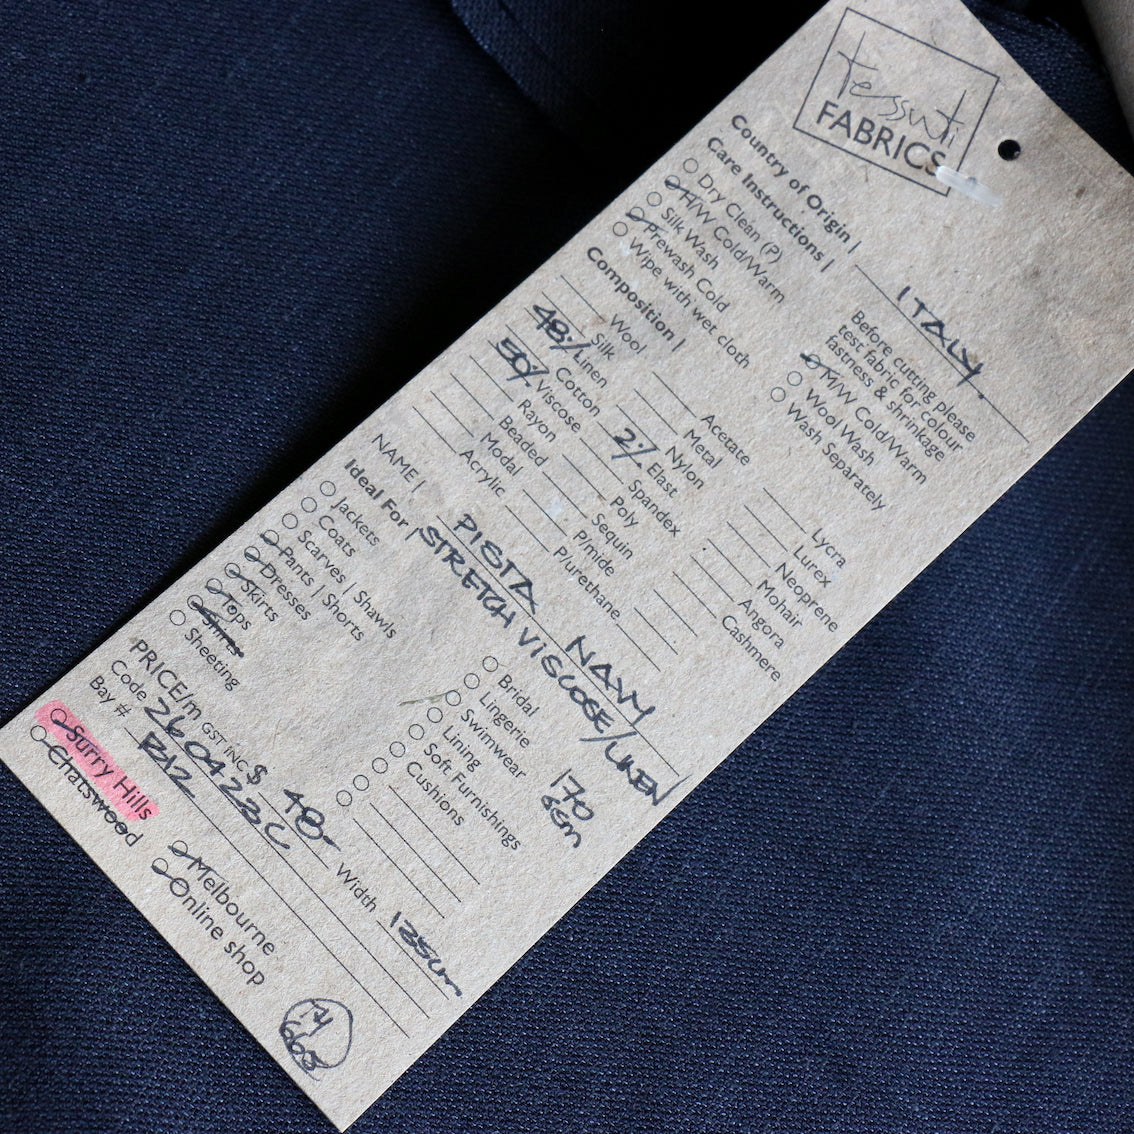 tessuti
FABRICS
Country of Origin | ITALY
Care Instructions |
Dry Clean (P)
H/W Cold/Warm
Silk Wash
Prewash Cold
Wipe with wet cloth
Before cutting please
test fabric for colour
fastness & shrinkage
M/W Cold/Warm
Wool Wash
Wash Separately
Composition |
Wool
Silk
48% Linen
Cotton
50% Viscose
Rayon
Beaded
Modal
Acrylic
Acetate
Metal
Nylon
2% Elast
Spandex
Poly
Sequin
P/mide
P/urethane
Lycra
Lurex
Neoprene
Mohair
Angora
Cashmere
NAME | PISTA NAVY
STRETCH VISCOSE/LINEN
Ideal For |
170
gsm
Jackets
Coats
Scarves | Shawls
Pants | Shorts
Dresses
Skirts
Tops
Sheeting
Bridal
Lingerie
Swimwear
Lining
Soft Furnishings
Cushions
PRICE/m GST INC $ 48- Width 135cm
Code 260423C
Bay #
Surry Hills
Chatswood
Melbourne
Online shop